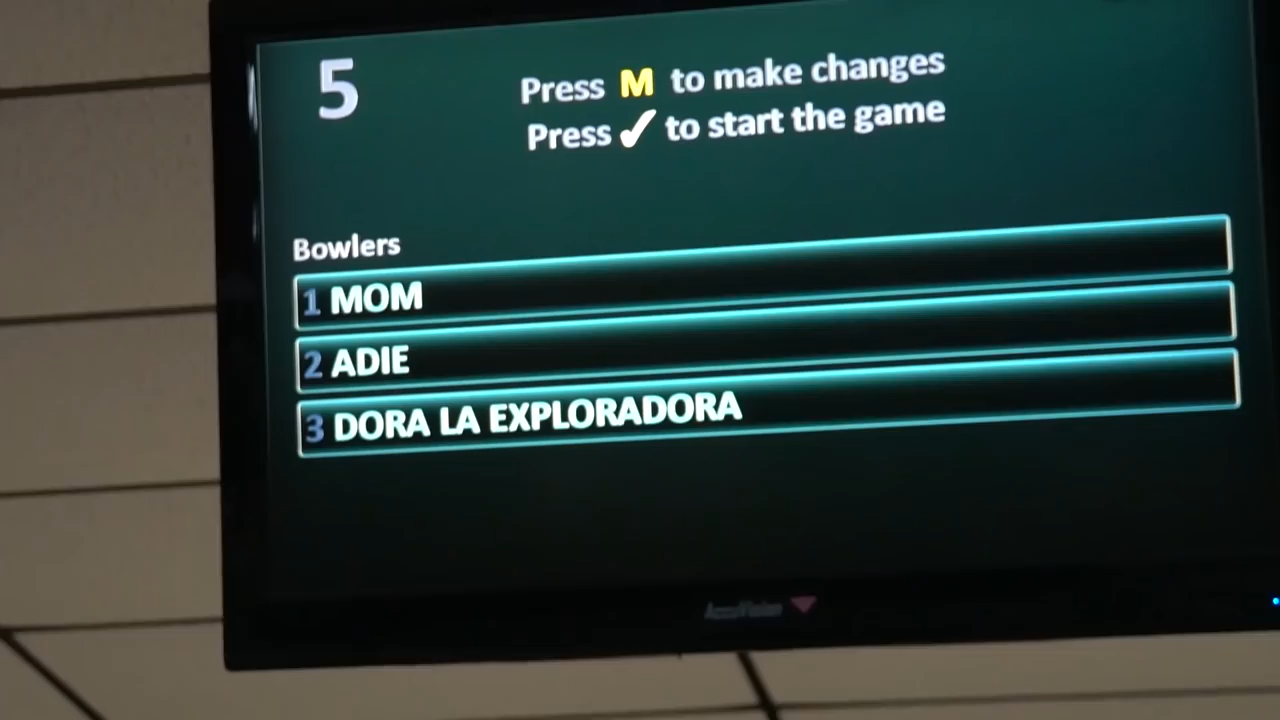 5
Press M to make changes
Press ✓ to start the game
Bowlers
1 MOM
2 ADIE
3 DORA LA EXPLORADORA
AccuVision